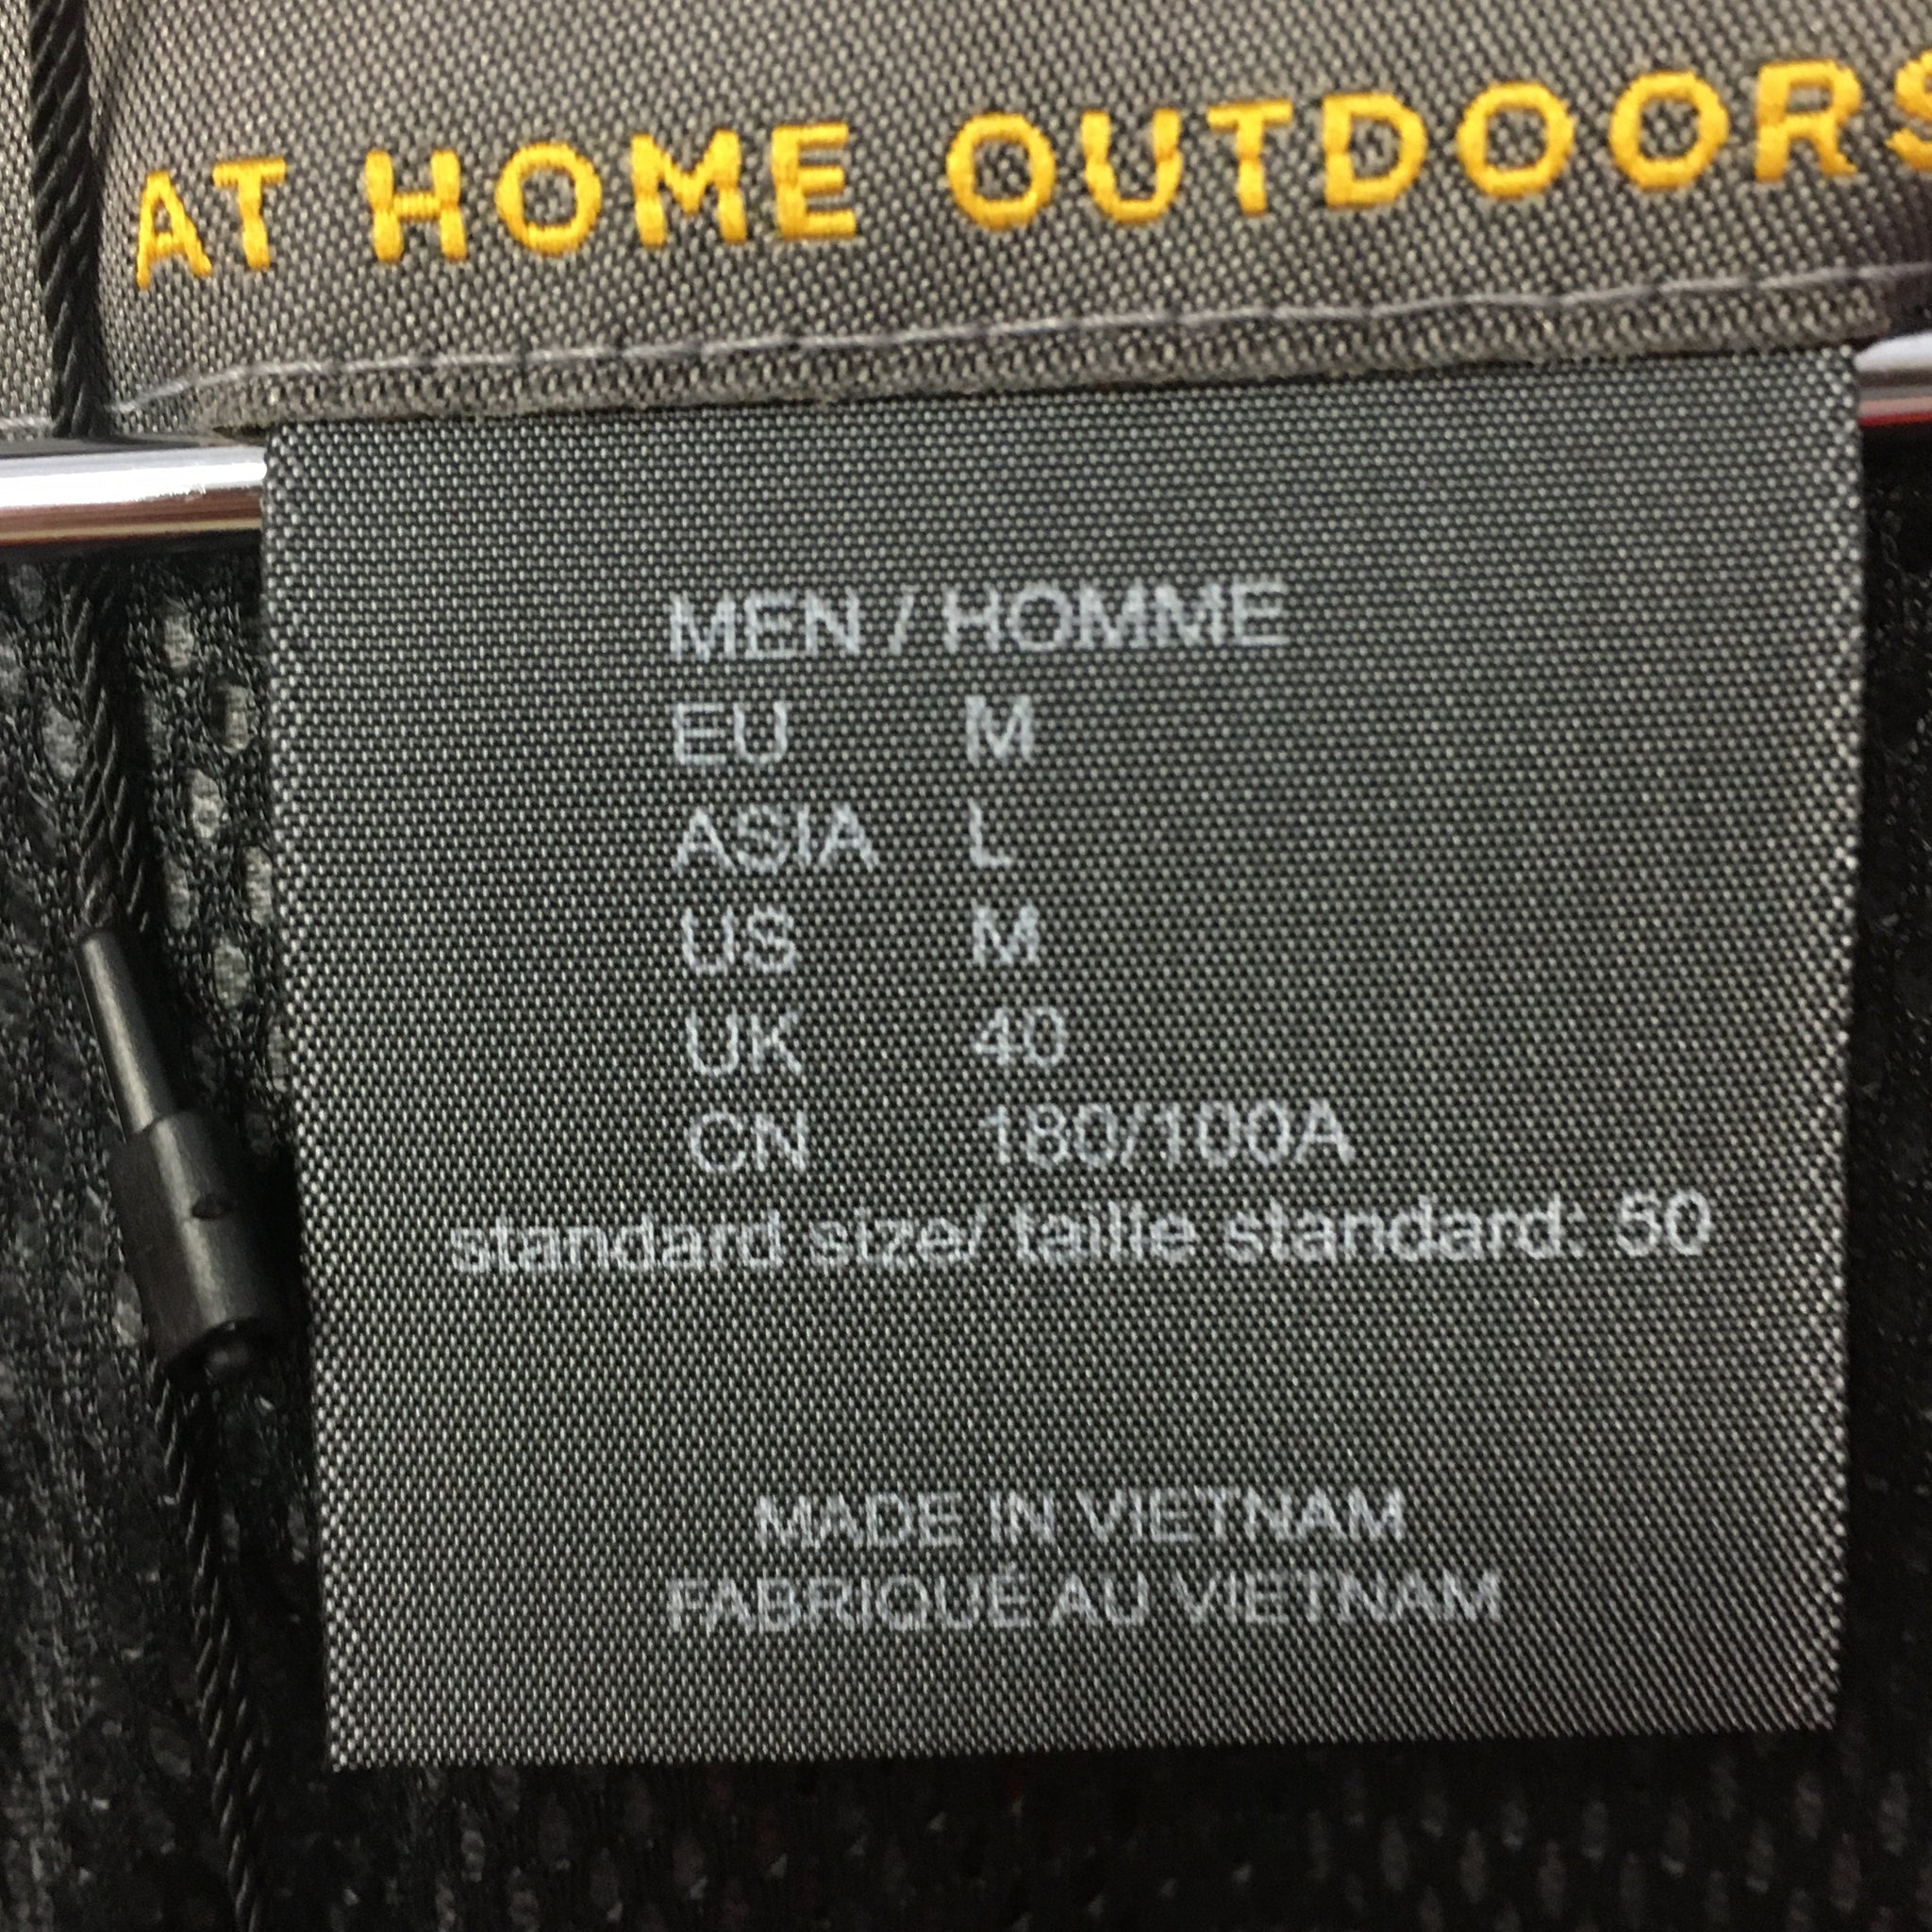 AT HOME OUTDOORS
MEN / HOMME
EU M
ASIA L
US M
UK 40
CN 180/100A
standard size/ taille standard: 50
MADE IN VIETNAM
FABRIQUÉ AU VIETNAM